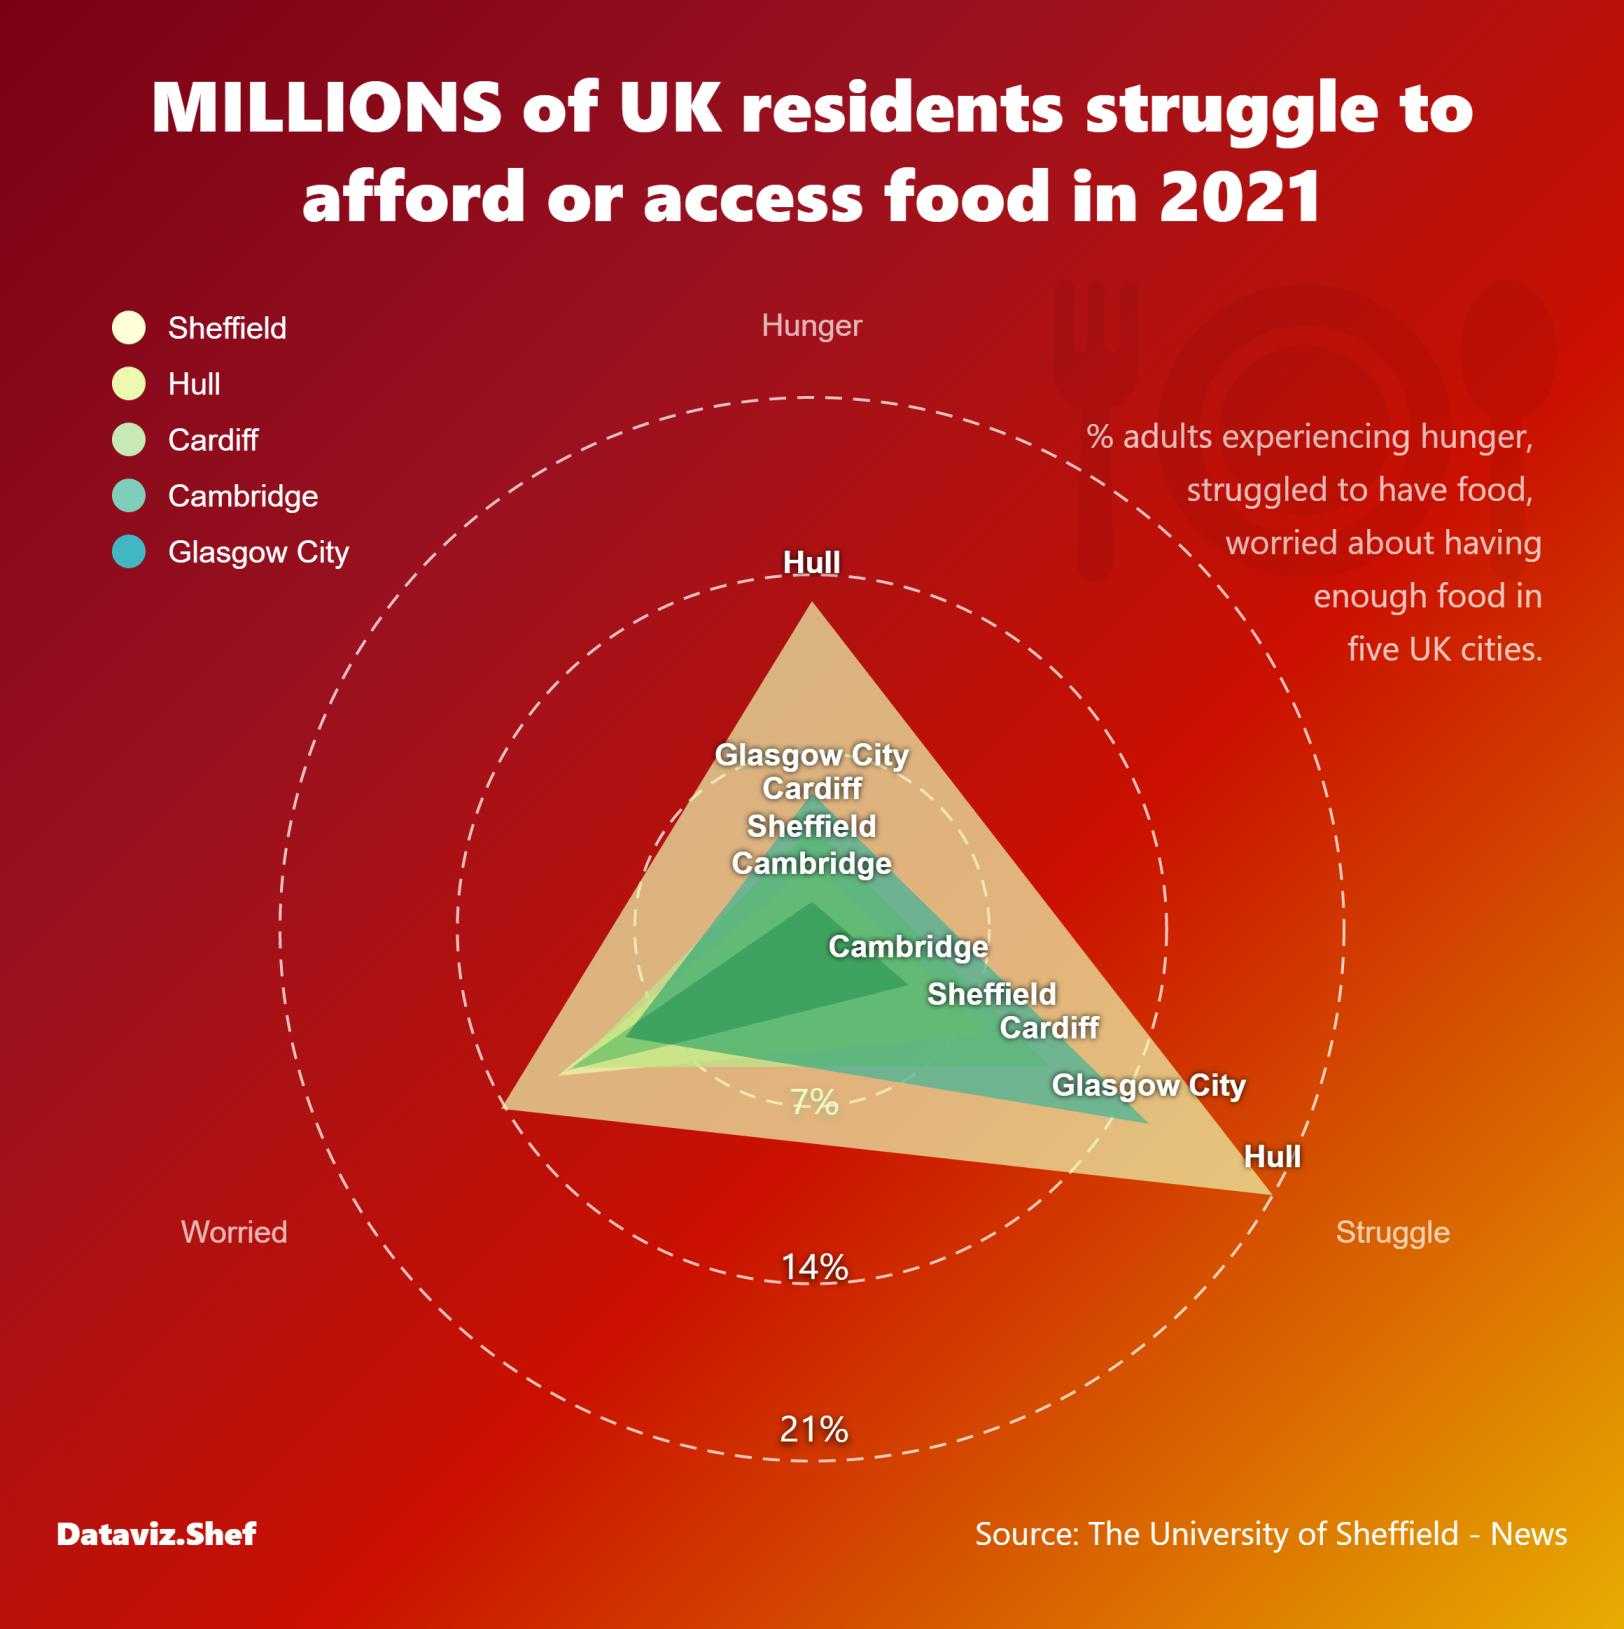 MILLIONS of UK residents struggle to
afford or access food in 2021
Sheffield
Hull
Cardiff
Cambridge
Glasgow City
Hunger
% adults experiencing hunger,
struggled to have food,
worried about having
enough food in
five UK cities.
Hull
Glasgow City
Cardiff
Sheffield
Cambridge
Cambridge
Sheffield
Cardiff
Glasgow City
Hull
7%
14%
21%
Worried
Struggle
Dataviz.Shef
Source: The University of Sheffield - News